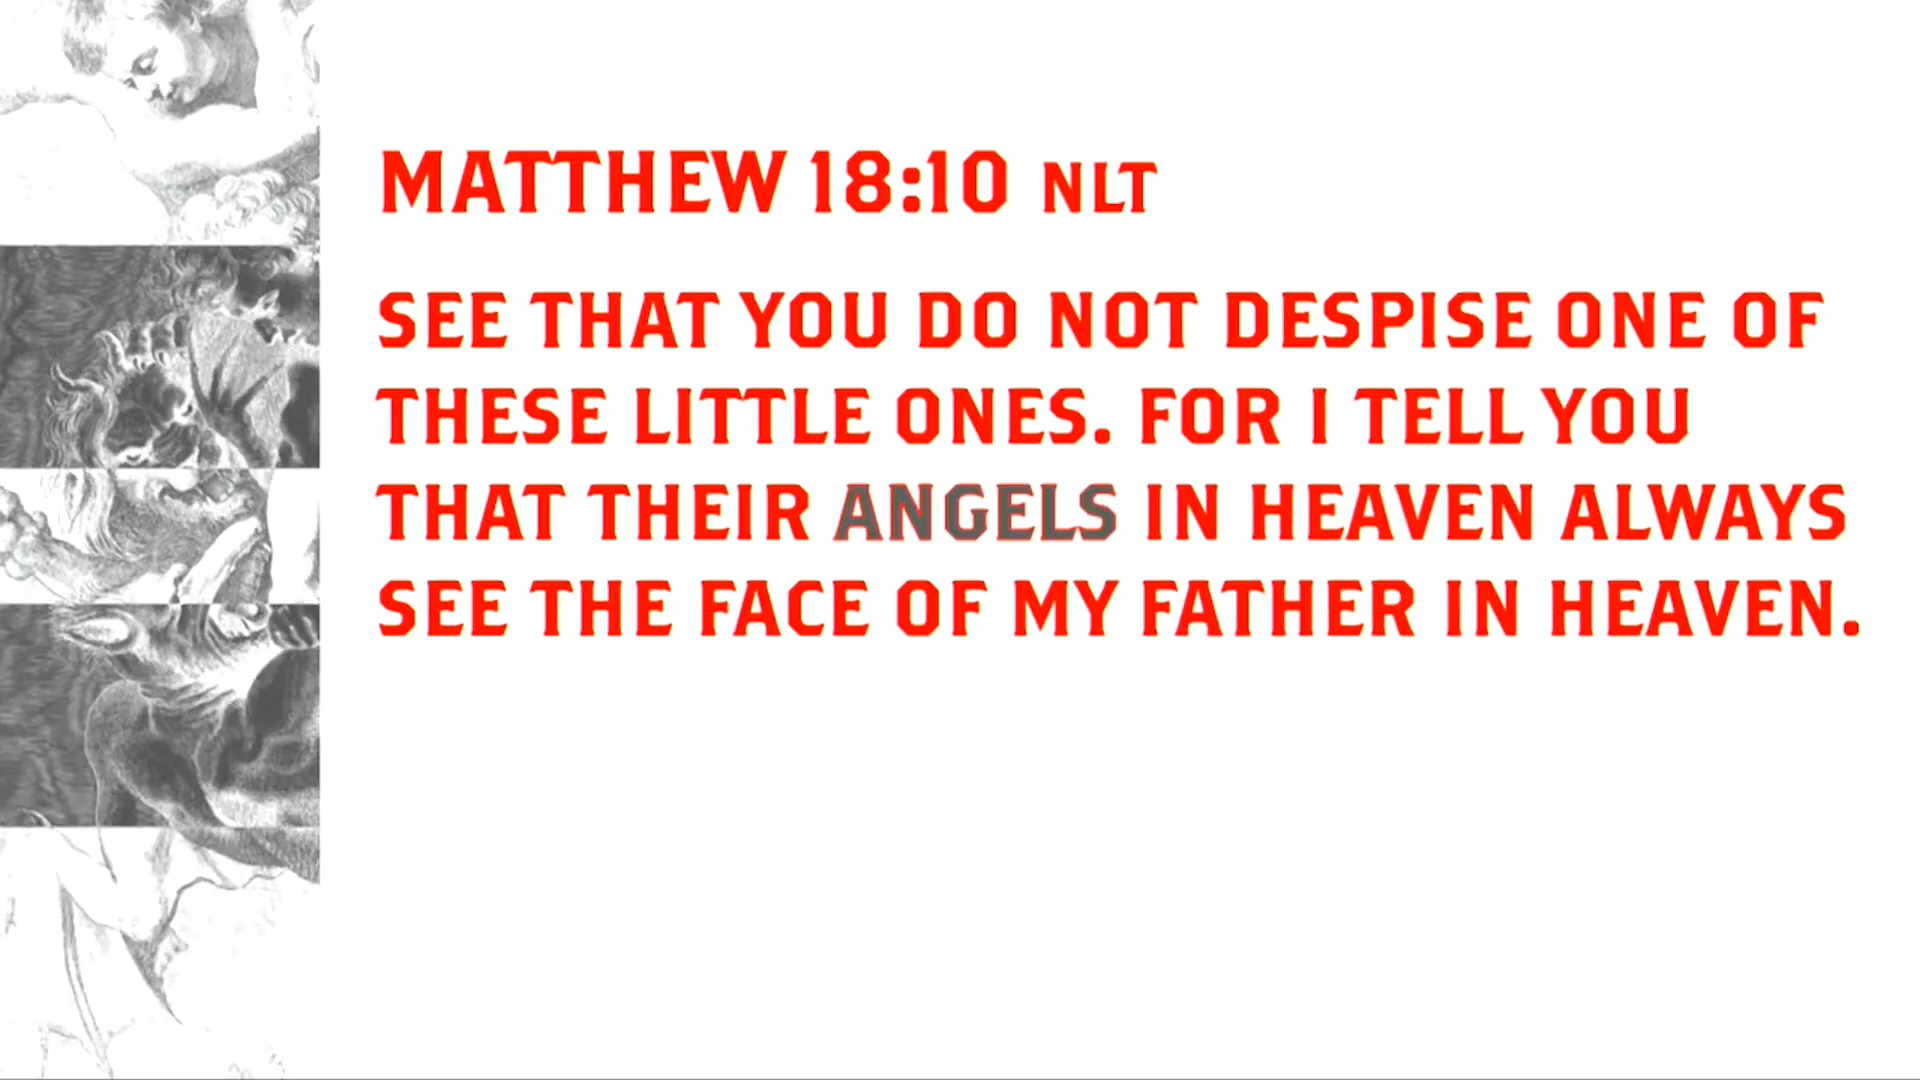 MATTHEW 18:10 NLT
SEE THAT YOU DO NOT DESPISE ONE OF
THESE LITTLE ONES. FOR I TELL YOU
THAT THEIR ANGELS IN HEAVEN ALWAYS
SEE THE FACE OF MY FATHER IN HEAVEN.